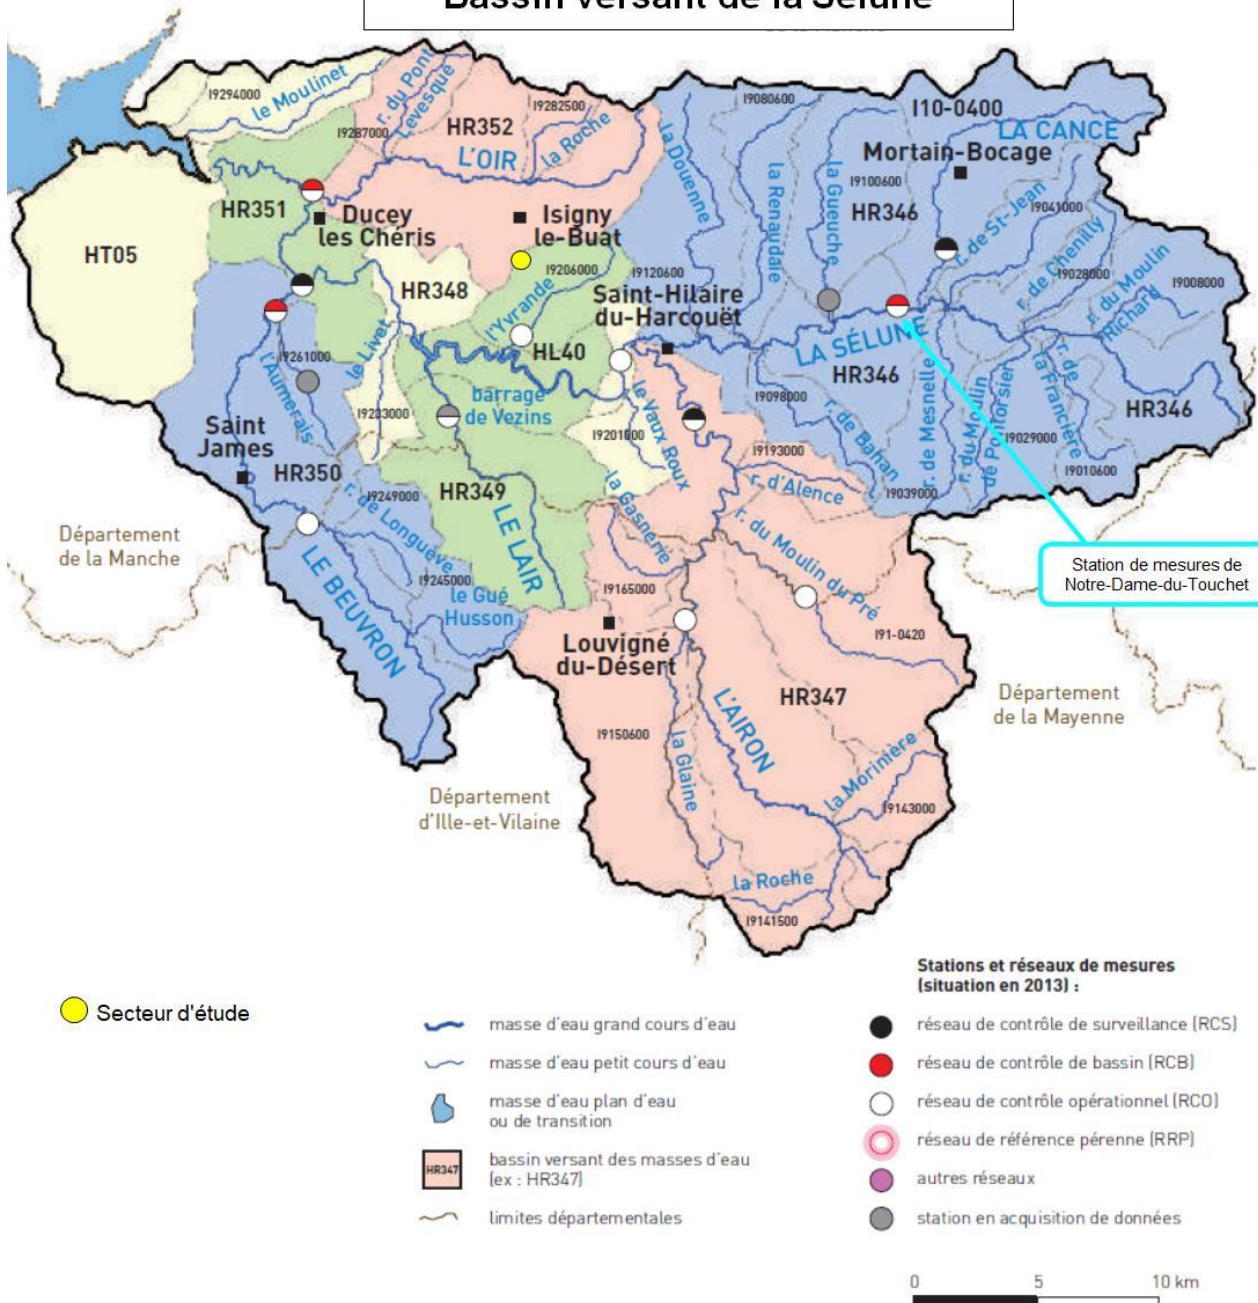 Bassin versant de la Sélune
I9294000
le Moulinet
r. du Pont
Levesque
I9287000
HR352
I9282500
la Roche
L'OIR
I9080600
I10-0400
LA CANCE
Mortain-Bocage
la Douenne
la Renaudaie
la Gueuche
I9100600
HR346
r. de St-Jean
I9041000
r. de Chenilly
I9028000
r. du Moulin
Richard
I9008000
HR351
Ducey
les Chéris
Isigny
le-Buat
HT05
HR348
I9206000
I9120600
Saint-Hilaire
du-Harcouët
l'Yvrande
HL40
LA SÉLUNE
HR346
HR346
le Livet
I9261000
l'Aumerais
I9233000
barrage
de Vezins
I9201000
le Vaux Roux
I9098000
r. de Bahan
r. de Mesnelle
r. du Moulin
de Pontorsier
r. de
la Francière
I9029000
I9010600
Saint
James
HR350
I9249000
r. de Longuève
HR349
LE LAIR
la Gasnerie
I9193000
r. d'Alence
I9039000
Département
de la Manche
LE BEUVRON
I9245000
le Gué
Husson
r. du Moulin du Pré
Station de mesures de
Notre-Dame-du-Touchet
I9165000
Louvigné
du-Désert
I91-0420
HR347
Département
de la Mayenne
L'AIRON
I9150600
la Glaine
la Morinière
I9143000
Département
d'Ille-et-Vilaine
la Roche
I9141500
Secteur d'étude
masse d'eau grand cours d'eau
masse d'eau petit cours d'eau
masse d'eau plan d'eau
ou de transition
HR347
bassin versant des masses d'eau
(ex : HR347)
limites départementales
Stations et réseaux de mesures
(situation en 2013) :
réseau de contrôle de surveillance (RCS)
réseau de contrôle de bassin (RCB)
réseau de contrôle opérationnel (RCO)
réseau de référence pérenne (RRP)
autres réseaux
station en acquisition de données
0 5 10 km